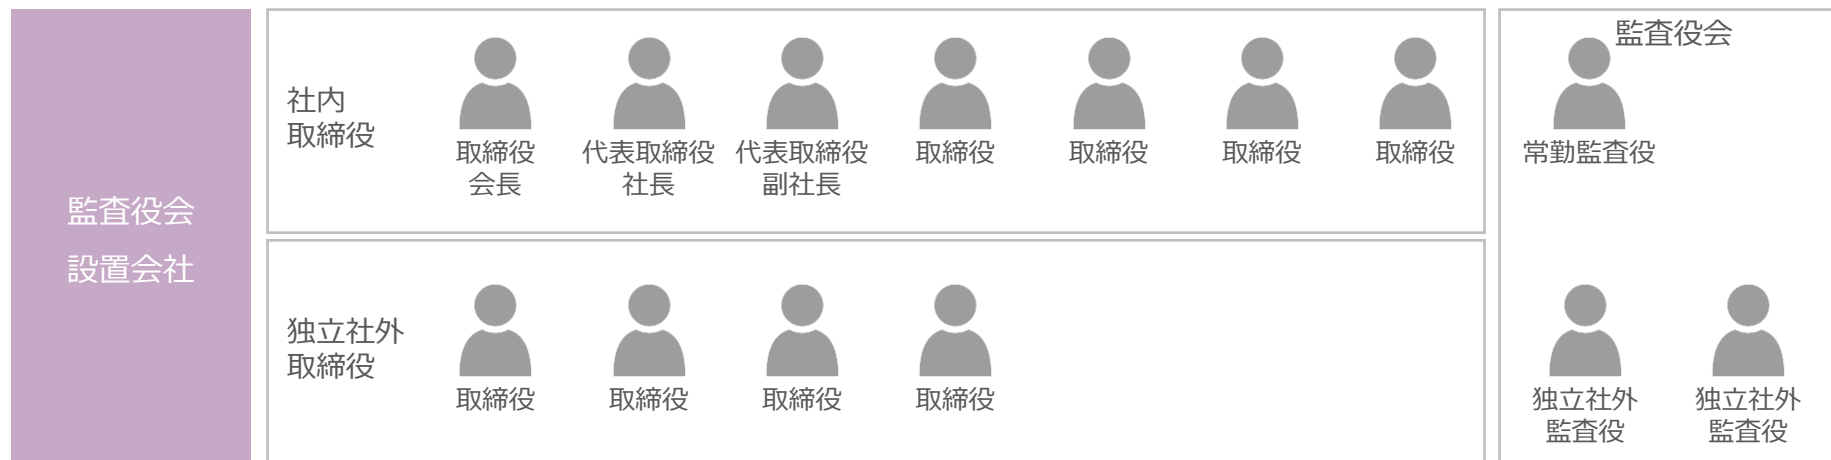 監査役会
設置会社
社内
取締役
取締役
会長
代表取締役
社長
代表取締役
副社長
取締役
取締役
取締役
取締役
独立社外
取締役
取締役
取締役
取締役
取締役
監査役会
常勤監査役
独立社外
監査役
独立社外
監査役